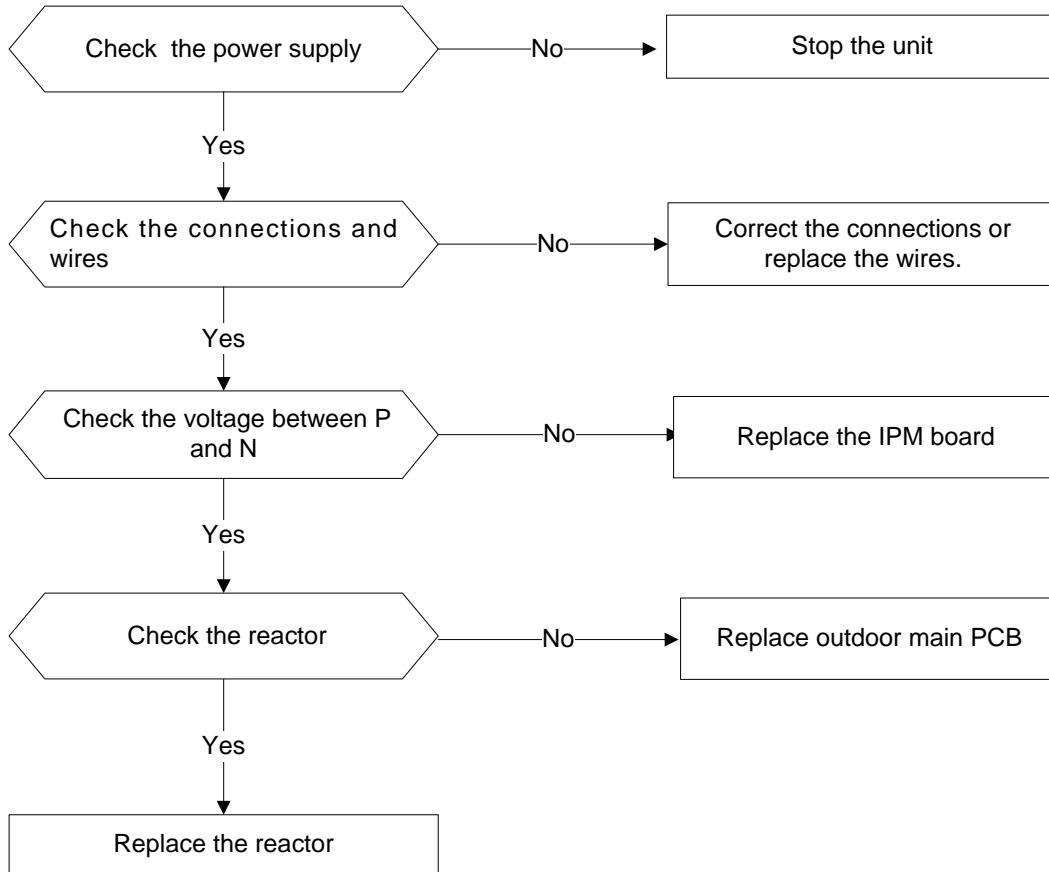 Check the power supply
No
Stop the unit
Yes
Check the connections and
wires
No
Correct the connections or
replace the wires.
Yes
Check the voltage between P
and N
No
Replace the IPM board
Yes
Check the reactor
No
Replace outdoor main PCB
Yes
Replace the reactor